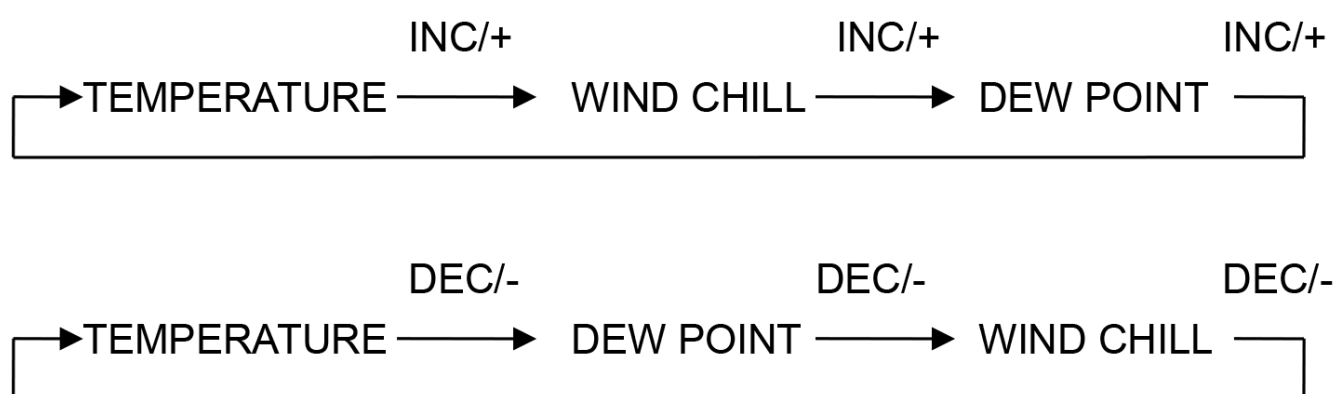 INC/+ INC/+ INC/+
TEMPERATURE WIND CHILL DEW POINT
DEC/- DEC/- DEC/-
TEMPERATURE DEW POINT WIND CHILL